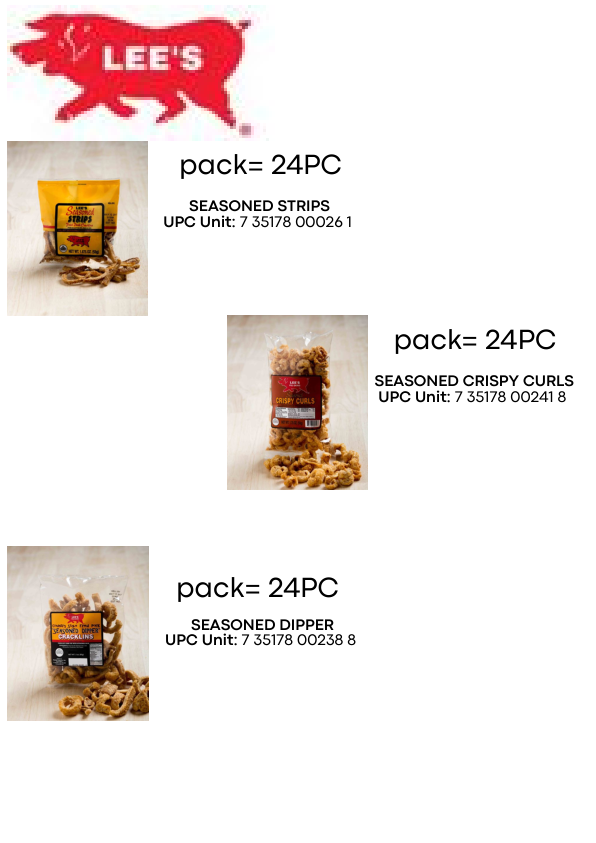 LEE'S
pack= 24PC
SEASONED STRIPS
UPC Unit: 7 35178 00026 1
LEE'S
Seasoned
STRIPS
pack= 24PC
SEASONED CRISPY CURLS
UPC Unit: 7 35178 00241 8
LEE'S
CRISPY CURLS
pack= 24PC
SEASONED DIPPER
UPC Unit: 7 35178 00238 8
LEE'S
SEASONED DIPPER
CRACKLINS